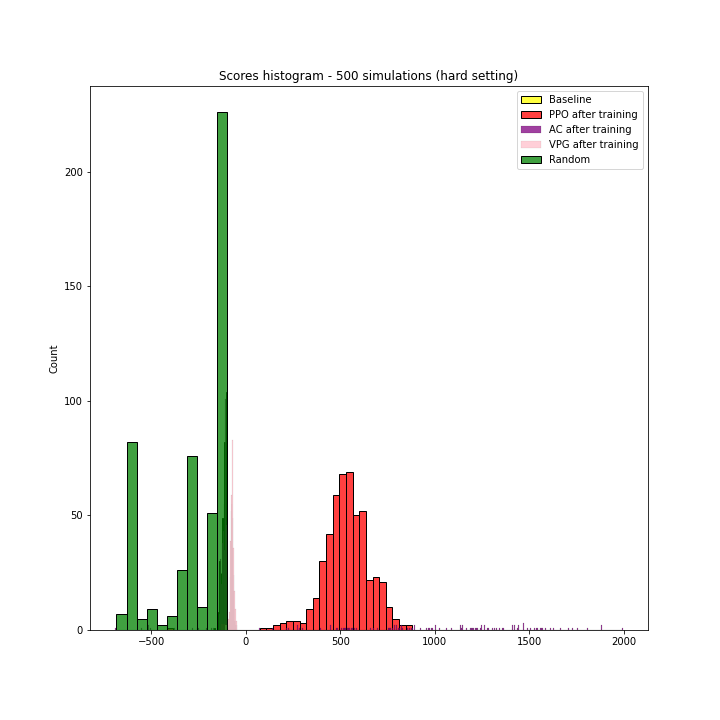 Scores histogram - 500 simulations (hard setting)
Baseline
PPO after training
AC after training
VPG after training
Random
Count
200
150
100
50
0
−500
0
500
1000
1500
2000